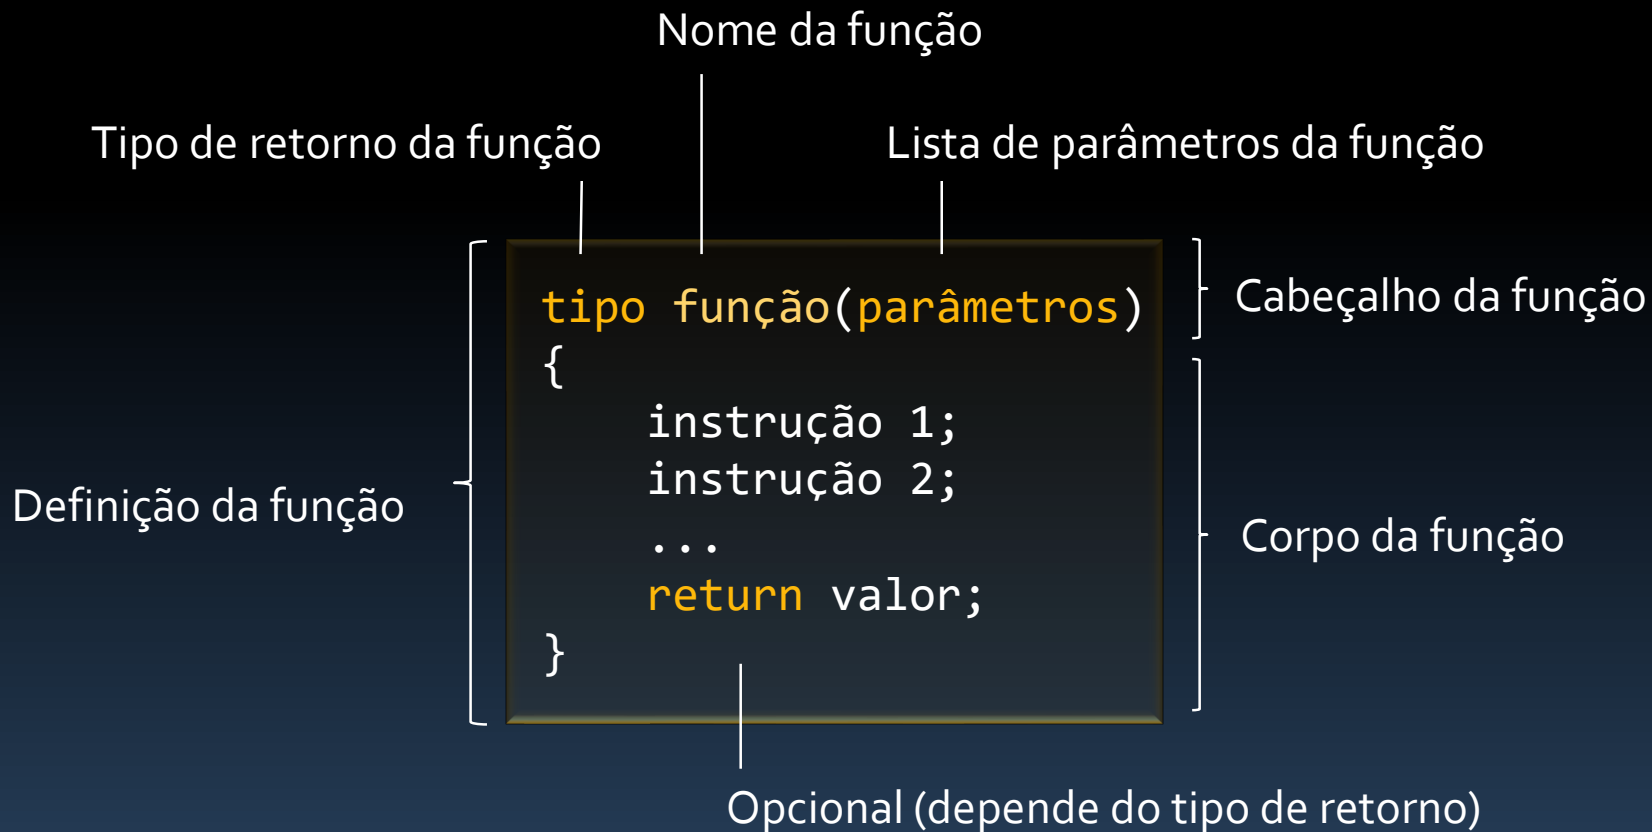 Nome da função
Tipo de retorno da função
Lista de parâmetros da função
tipo função(parâmetros)
Cabeçalho da função
{
instrução 1;
instrução 2;
Definição da função
...
Corpo da função
return valor;
}
Opcional (depende do tipo de retorno)